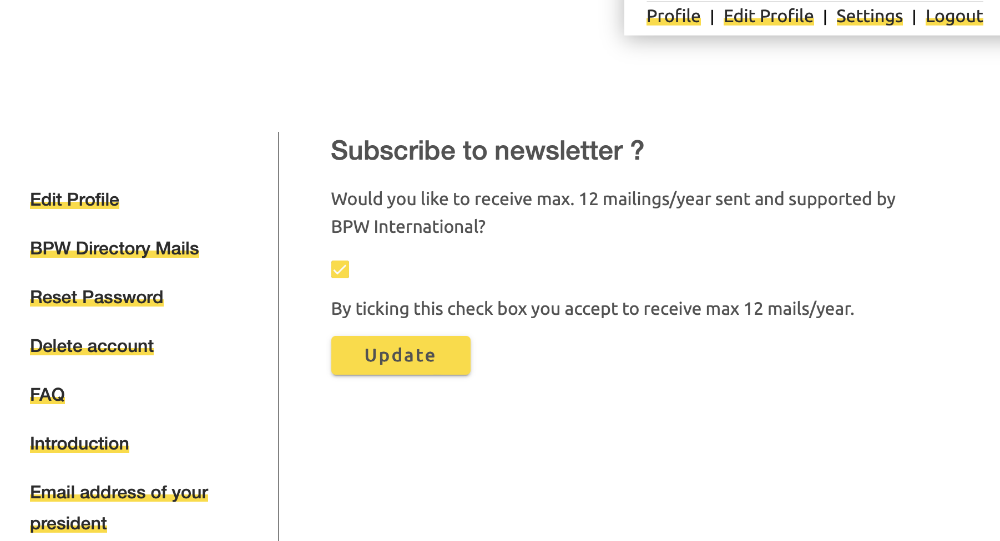 Profile | Edit Profile | Settings | Logout
Edit Profile
BPW Directory Mails
Reset Password
Delete account
FAQ
Introduction
Email address of your
president
Subscribe to newsletter ?
Would you like to receive max. 12 mailings/year sent and supported by
BPW International?
By ticking this check box you accept to receive max 12 mails/year.
Update